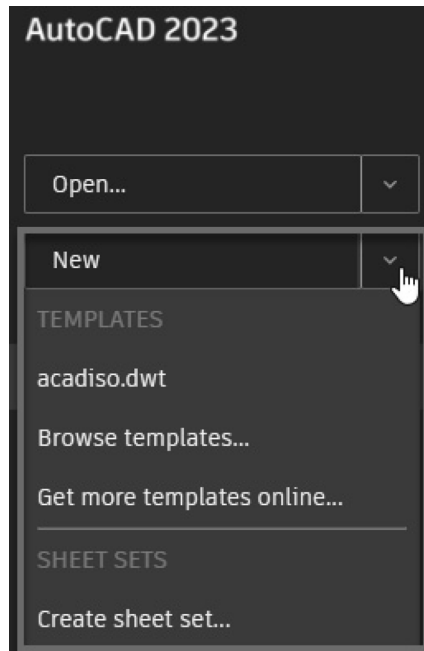 AutoCAD 2023
Open...
New
TEMPLATES
acadiso.dwt
Browse templates...
Get more templates online...
SHEET SETS
Create sheet set...